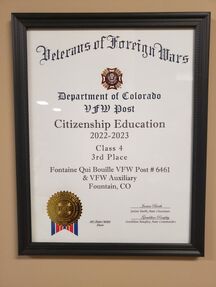 Veterans of Foreign Wars
Department of Colorado
VFW Post
Citizenship Education
2022-2023
Class 4
3rd Place
Fontaine Qui Bouille VFW Post # 6461
& VFW Auxiliary
Fountain, CO